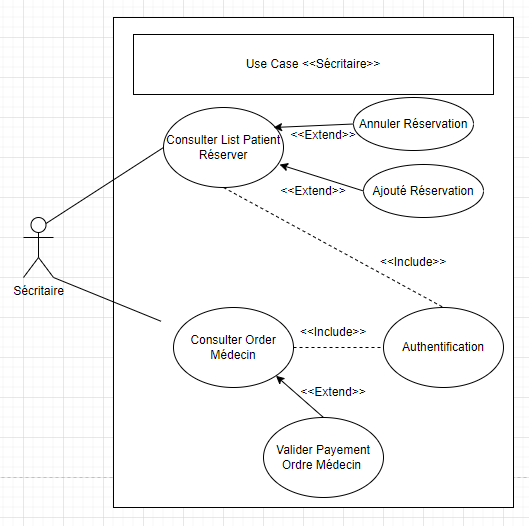 Use Case <<Sécritaire>>
Annuler Réservation
<<Extend>>
Consulter List Patient
Réserver
<<Extend>>
Ajouté Réservation
<<Include>>
Sécritaire
<<Include>>
Consulter Order
Médecin
Authentification
<<Extend>>
Valider Payement
Ordre Médecin